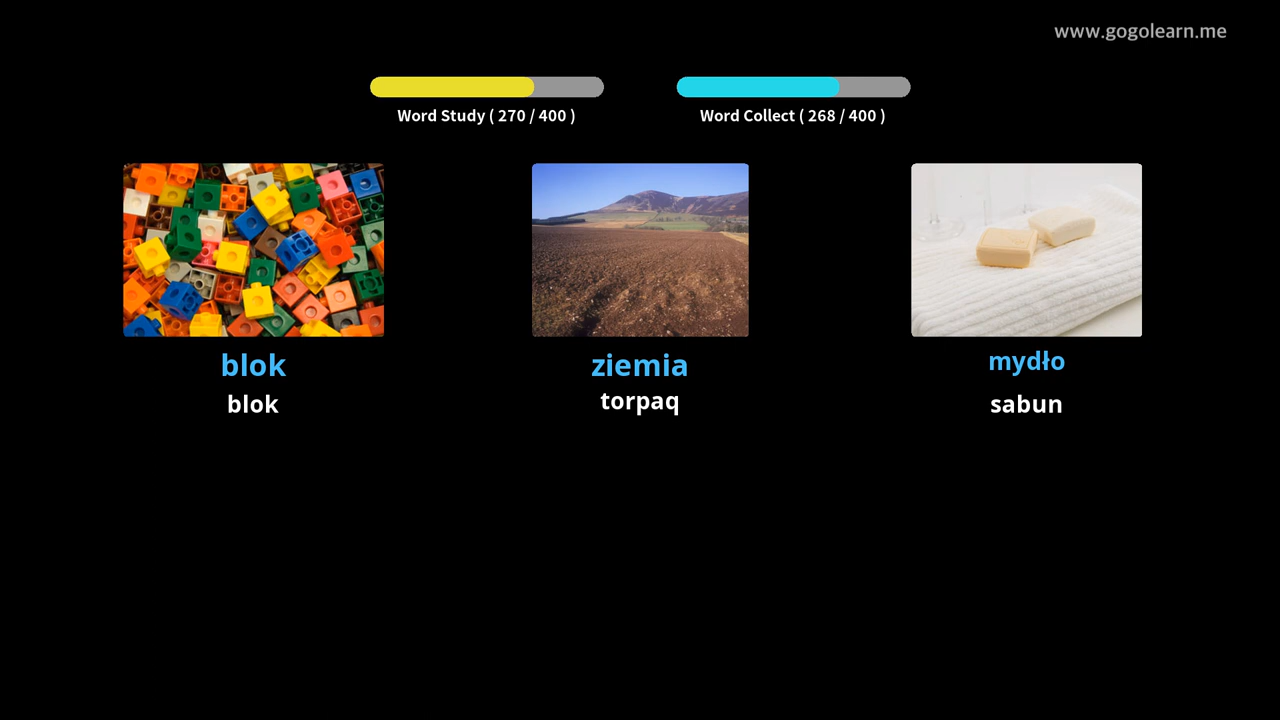 www.gogolearn.me
Word Study ( 270 / 400 )
Word Collect ( 268 / 400 )
blok
blok
ziemia
torpaq
mydło
sabun